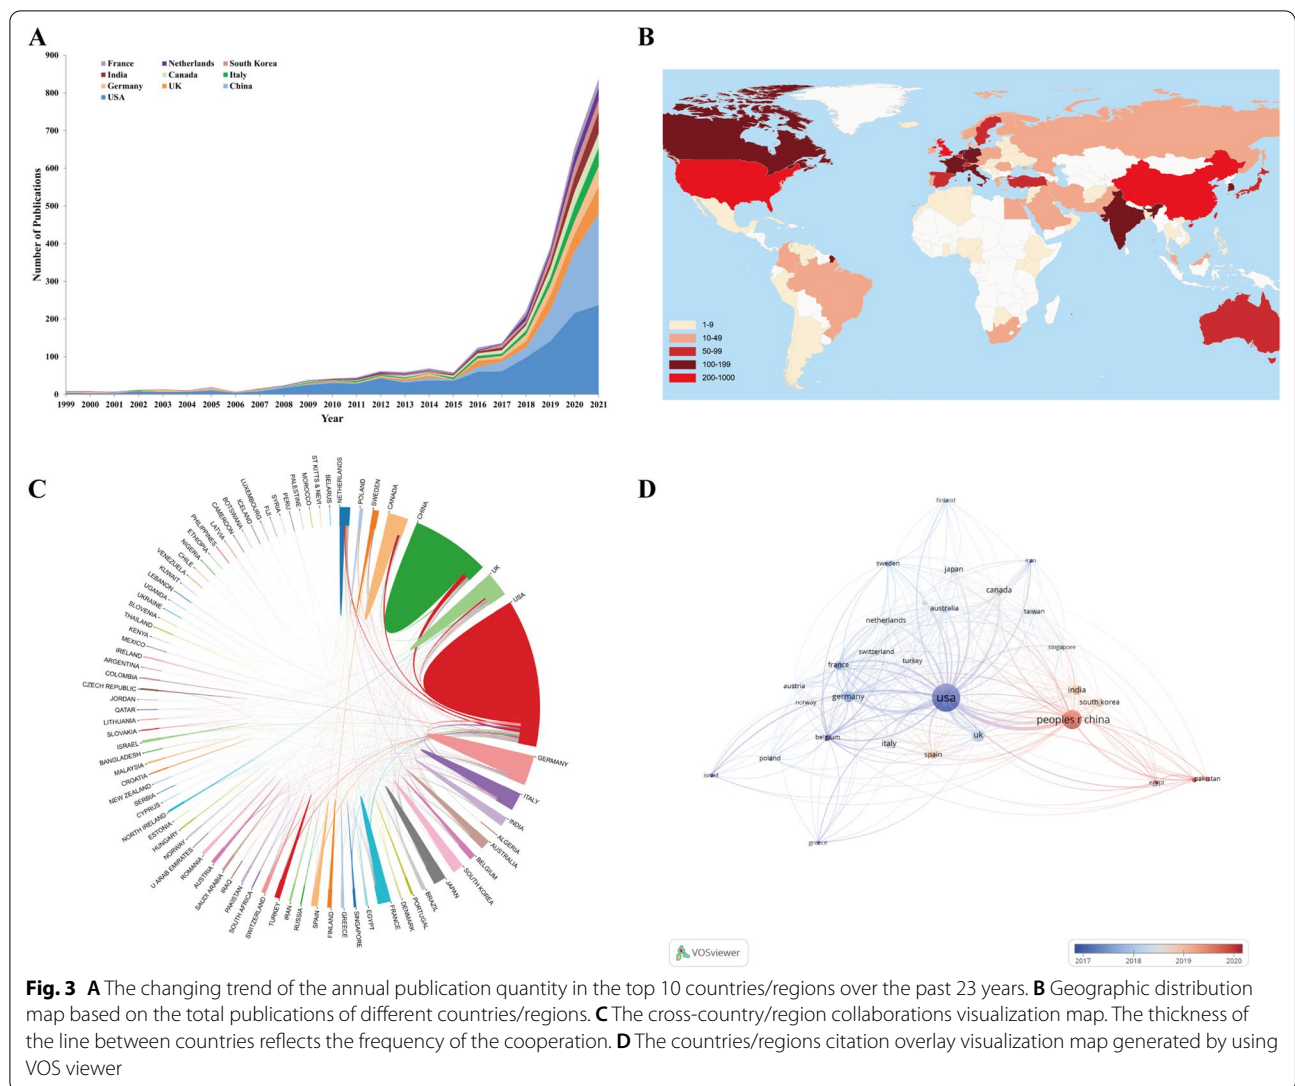 A
900
800
700
600
500
400
300
200
100
0
Number of Publications
France Netherlands South Korea
India Canada Italy
Germany UK China
USA
1999 2000 2001 2002 2003 2004 2005 2006 2007 2008 2009 2010 2011 2012 2013 2014 2015 2016 2017 2018 2019 2020 2021
Year
B
1-9
10-49
50-99
100-199
200-1000
C
NETHERLANDS
POLAND
SWEDEN
CANADA
CHINA
UK
USA
GERMANY
ITALY
INDIA
ALGERIA
AUSTRALIA
BELGIUM
SOUTH KOREA
JAPAN
BRAZIL
PORTUGAL
DENMARK
FRANCE
EGYPT
SINGAPORE
GREECE
FINLAND
SPAIN
RUSSIA
IRAN
TURKEY
SWITZERLAND
SOUTH AFRICA
PAKISTAN
IRAQ
SAUDI ARABIA
AUSTRIA
ROMANIA
U ARAB EMIRATES
NORWAY
HUNGARY
ESTONIA
NORTH IRELAND
CYPRUS
SERBIA
NEW ZEALAND
CROATIA
MALAYSIA
BANGLADESH
ISRAEL
SLOVAKIA
LITHUANIA
QATAR
JORDAN
CZECH REPUBLIC
COLOMBIA
ARGENTINA
IRELAND
MEXICO
KENYA
THAILAND
SLOVENIA
UKRAINE
UGANDA
LEBANON
KUWAIT
VENEZUELA
CHILE
NIGERIA
ETHIOPIA
PHILIPPINES
LATVIA
CAMEROON
BOTSWANA
ICELAND
LUXEMBOURG
FIJI
SYRIA
PERU
PALESTINE
MOROCCO
ST KITTS & NEVI
BELARUS
D
finland
sweden
japan
iran
canada
australia
taiwan
netherlands
switzerland
singapore
turkey
france
austria
germany
usa
india
norway
south korea
peoples r china
belgium
italy
uk
spain
poland
israel
egypt
pakistan
greece
VOSviewer
2017 2018 2019 2020
Fig. 3 A The changing trend of the annual publication quantity in the top 10 countries/regions over the past 23 years. B Geographic distribution
map based on the total publications of different countries/regions. C The cross-country/region collaborations visualization map. The thickness of
the line between countries reflects the frequency of the cooperation. D The countries/regions citation overlay visualization map generated by using
VOS viewer